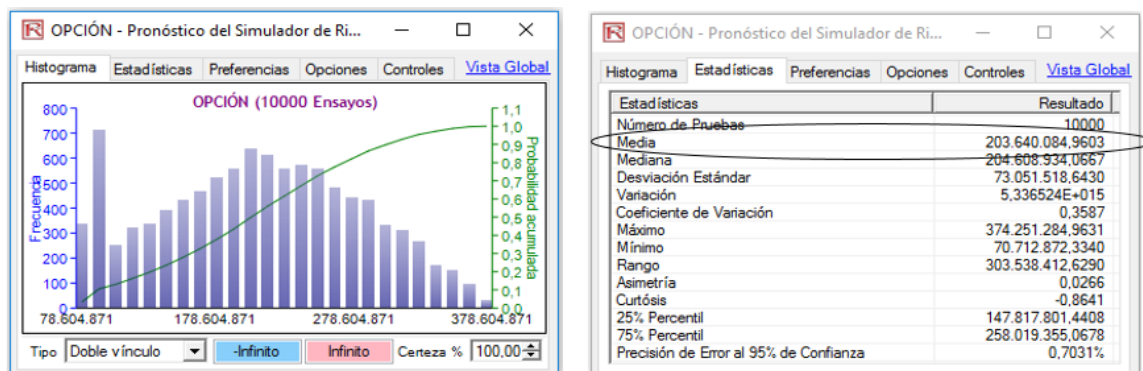 OPCIÓN - Pronóstico del Simulador de Ri...
Histograma Estadísticas Preferencias Opciones Controles Vista Global
OPCIÓN (10000 Ensayos)
Frecuencia
800
700
600
500
400
300
200
100
0
1,1
1,0
0,9
0,8
0,7
0,6
0,5
0,4
0,3
0,2
0,1
0,0
Probabilidad acumulada
78.604.871 178.604.871 278.604.871 378.604.871
Tipo Doble vínculo -Infinito Infinito Certeza % 100,00
OPCIÓN - Pronóstico del Simulador de Ri...
Histograma Estadísticas Preferencias Opciones Controles Vista Global
Estadísticas Resultado
Número de Pruebas 10000
Media 203.640.084,9603
Mediana 204.608.934,0667
Desviación Estándar 73.051.518,6430
Variación 5,336524E+015
Coeficiente de Variación 0,3587
Máximo 374.251.284,9631
Mínimo 70.712.872,3340
Rango 303.538.412,6290
Asimetría 0,0266
Curtósis -0,8641
25% Percentil 147.817.801,4408
75% Percentil 258.019.355,0678
Precisión de Error al 95% de Confianza 0,7031%